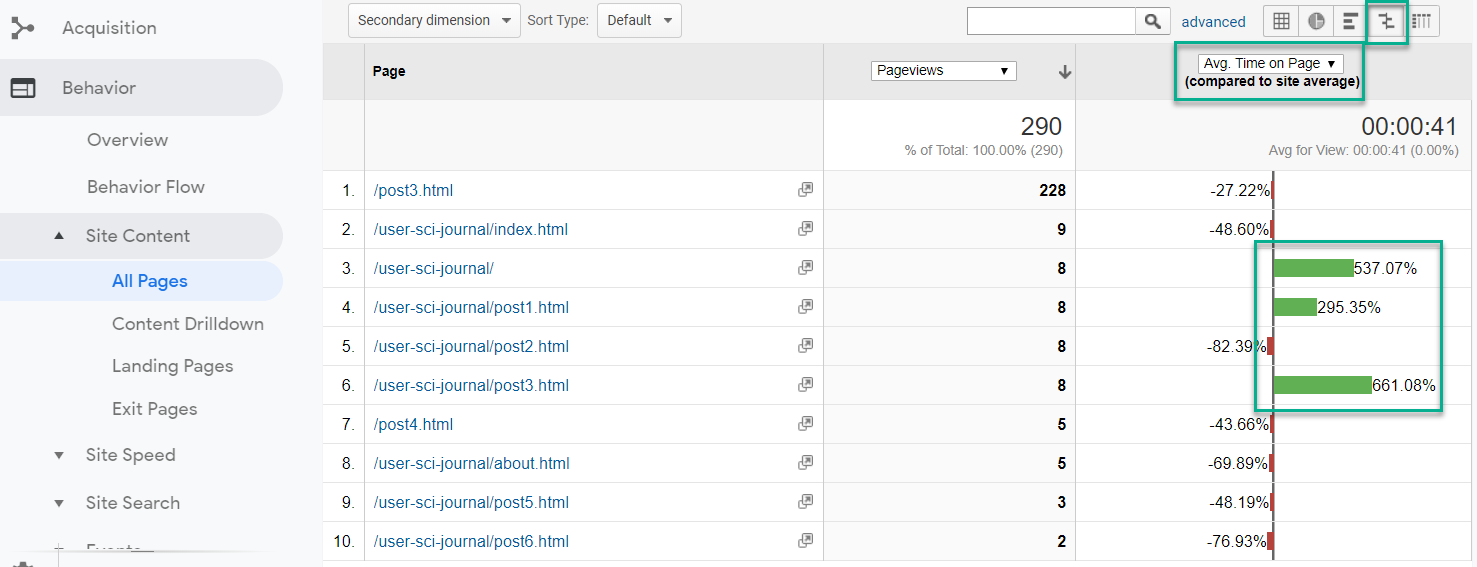 Acquisition
Behavior
Overview
Behavior Flow
Site Content
All Pages
Content Drilldown
Landing Pages
Exit Pages
Site Speed
Site Search
Events
Secondary dimension Sort Type: Default advanced
Page Pageviews Avg. Time on Page
(compared to site average)
290 00:00:41
% of Total: 100.00% (290) Avg for View: 00:00:41 (0.00%)
1. /post3.html 228 -27.22%
2. /user-sci-journal/index.html 9 -48.60%
3. /user-sci-journal/ 8 537.07%
4. /user-sci-journal/post1.html 8 295.35%
5. /user-sci-journal/post2.html 8 -82.39%
6. /user-sci-journal/post3.html 8 661.08%
7. /post4.html 5 -43.66%
8. /user-sci-journal/about.html 5 -69.89%
9. /user-sci-journal/post5.html 3 -48.19%
10. /user-sci-journal/post6.html 2 -76.93%